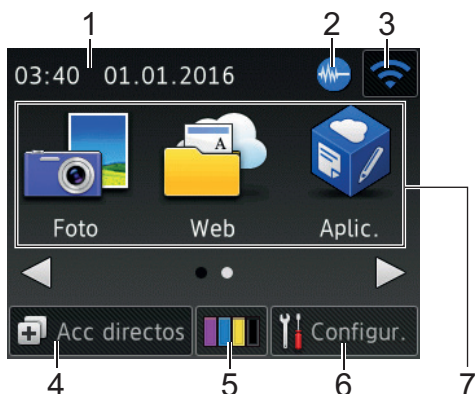 1 2 3
03:40 01.01.2016
A
Foto Web Aplic.
Acc directos Configur.
4 5 6 7